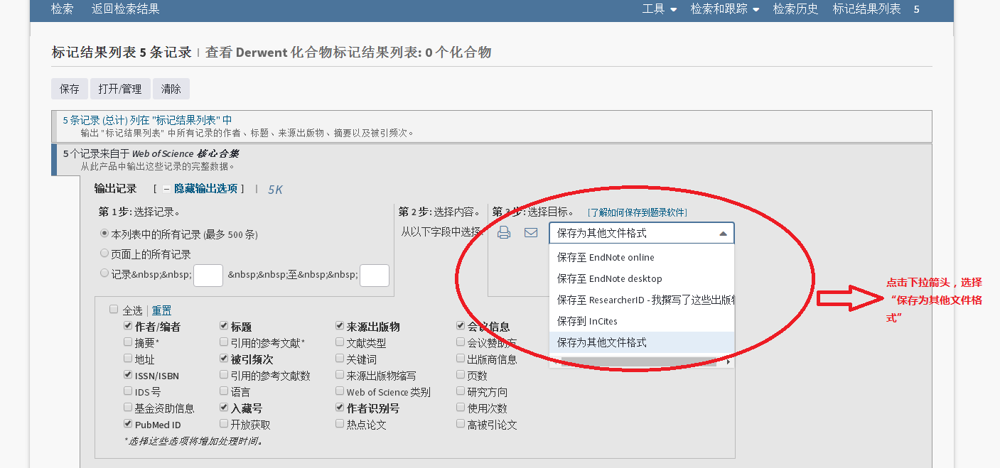 检索 返回检索结果 工具 检索和跟踪 检索历史 标记结果列表 5
标记结果列表 5 条记录 | 查看 Derwent 化合物标记结果列表: 0 个化合物
保存 打开/管理 清除
5 条记录 (总计) 列在 "标记结果列表" 中
输出 "标记结果列表" 中所有记录的作者、标题、来源出版物、摘要以及被引频次。
5 个记录来自于 Web of Science 核心合集
从此产品中输出这些记录的完整数据。
输出记录 [ – 隐藏输出选项 ] | 5K
第 1 步: 选择记录。
本列表中的所有记录 (最多 500 条)
页面上的所有记录
记录&nbsp;&nbsp; &nbsp;&nbsp;至&nbsp;&nbsp;
第 2 步: 选择内容。
从以下字段中选择:
第 3 步: 选择目标。 [了解如何保存到题录软件]
保存为其他文件格式
保存至 EndNote online
保存至 EndNote desktop
保存至 ResearcherID - 我撰写了这些出版
保存到 InCites
保存为其他文件格式
点击下拉箭头，选择
“保存为其他文件格
式”
全选 | 重置
作者/编者 标题 来源出版物 会议信息
摘要* 引用的参考文献* 文献类型 会议赞助方
地址 被引频次 关键词 出版商信息
ISSN/ISBN 引用的参考文献数 来源出版物缩写 页数
IDS 号 语言 Web of Science 类别 研究方向
基金资助信息 入藏号 作者识别号 使用次数
PubMed ID 开放获取 热点论文 高被引论文
*选择这些选项将增加处理时间。